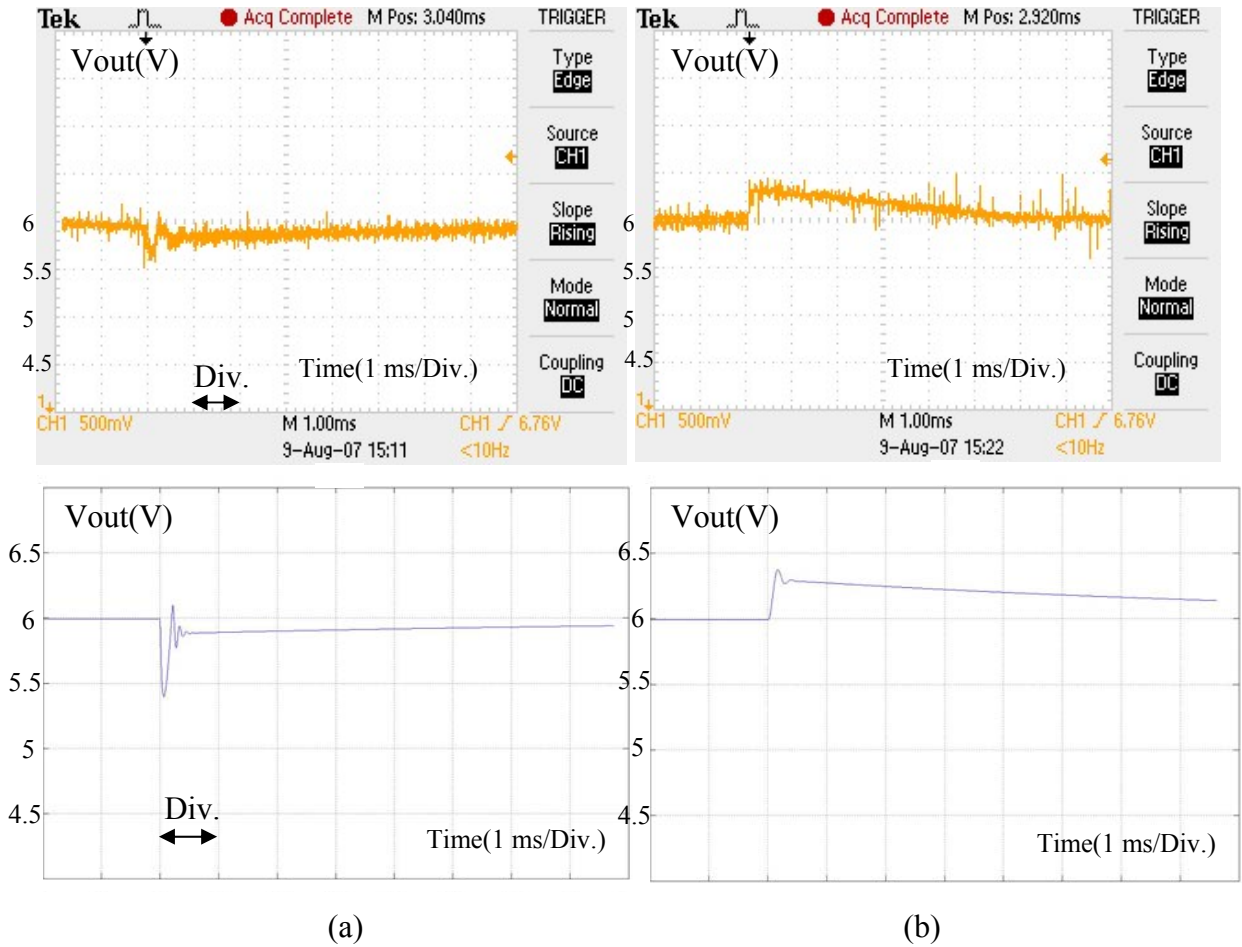 Tek Acq Complete M Pos: 3.040ms TRIGGER
Vout(V)
Type
Edge
Source
CH1
Slope
Rising
Mode
Normal
Coupling
DC
6
5.5
5
4.5
Div.
Time(1 ms/Div.)
1
CH1 500mV M 1.00ms CH1 6.76V
9-Aug-07 15:11 <10Hz
Tek Acq Complete M Pos: 2.920ms TRIGGER
Vout(V)
Type
Edge
Source
CH1
Slope
Rising
Mode
Normal
Coupling
DC
6
5.5
5
4.5
Time(1 ms/Div.)
1
CH1 500mV M 1.00ms CH1 6.76V
9-Aug-07 15:22 <10Hz
Vout(V)
6.5
6
5.5
5
4.5
Div.
Time(1 ms/Div.)
Vout(V)
6.5
6
5.5
5
4.5
Time(1 ms/Div.)
(a)
(b)